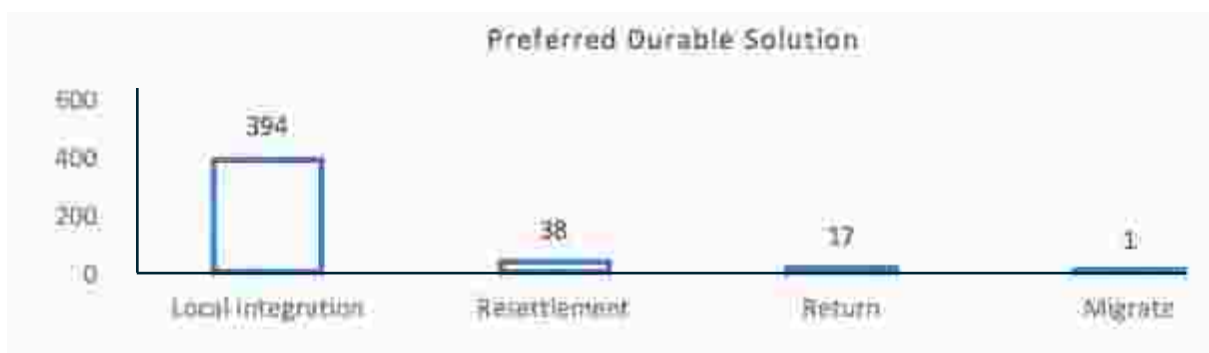 Preferred Durable Solution
600
394
400
200
38
17
1
0
Local integration
Resettlement
Return
Migrate